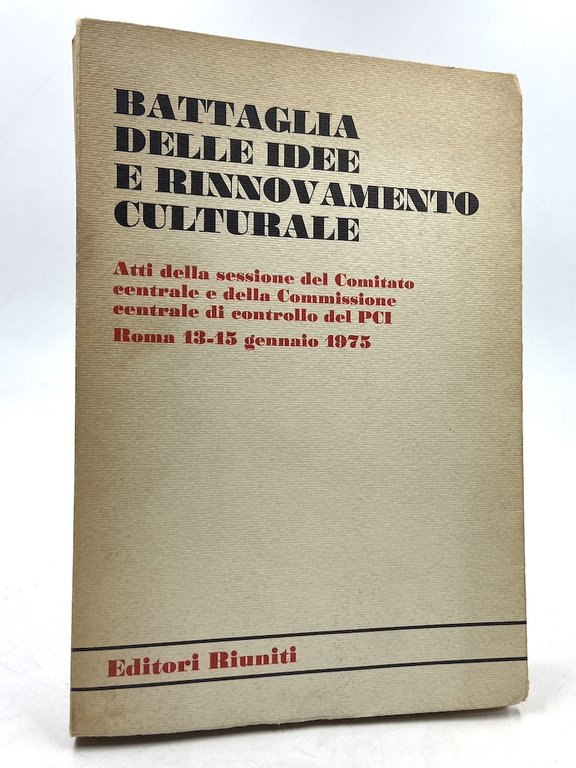 BATTAGLIA
DELLE IDEE
E RINNOVAMENTO
CULTURALE
Atti della sessione del Comitato
centrale e della Commissione
centrale di controllo del PCI
Roma 13-15 gennaio 1975
Editori Riuniti